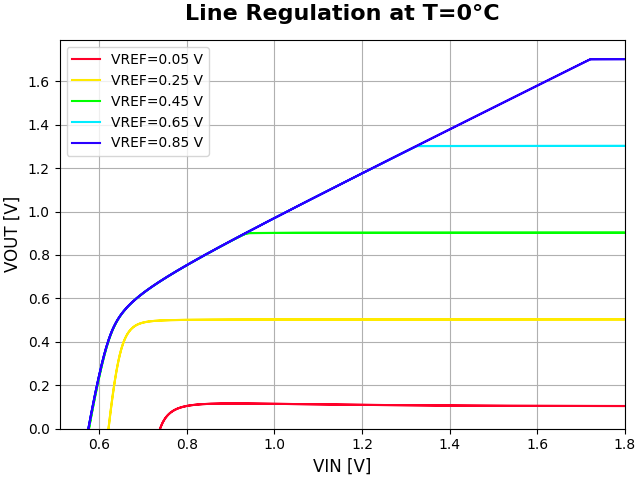 Line Regulation at T=0°C
VREF=0.05 V
VREF=0.25 V
VREF=0.45 V
VREF=0.65 V
VREF=0.85 V
VOUT [V]
1.6
1.4
1.2
1.0
0.8
0.6
0.4
0.2
0.0
0.6 0.8 1.0 1.2 1.4 1.6 1.8
VIN [V]